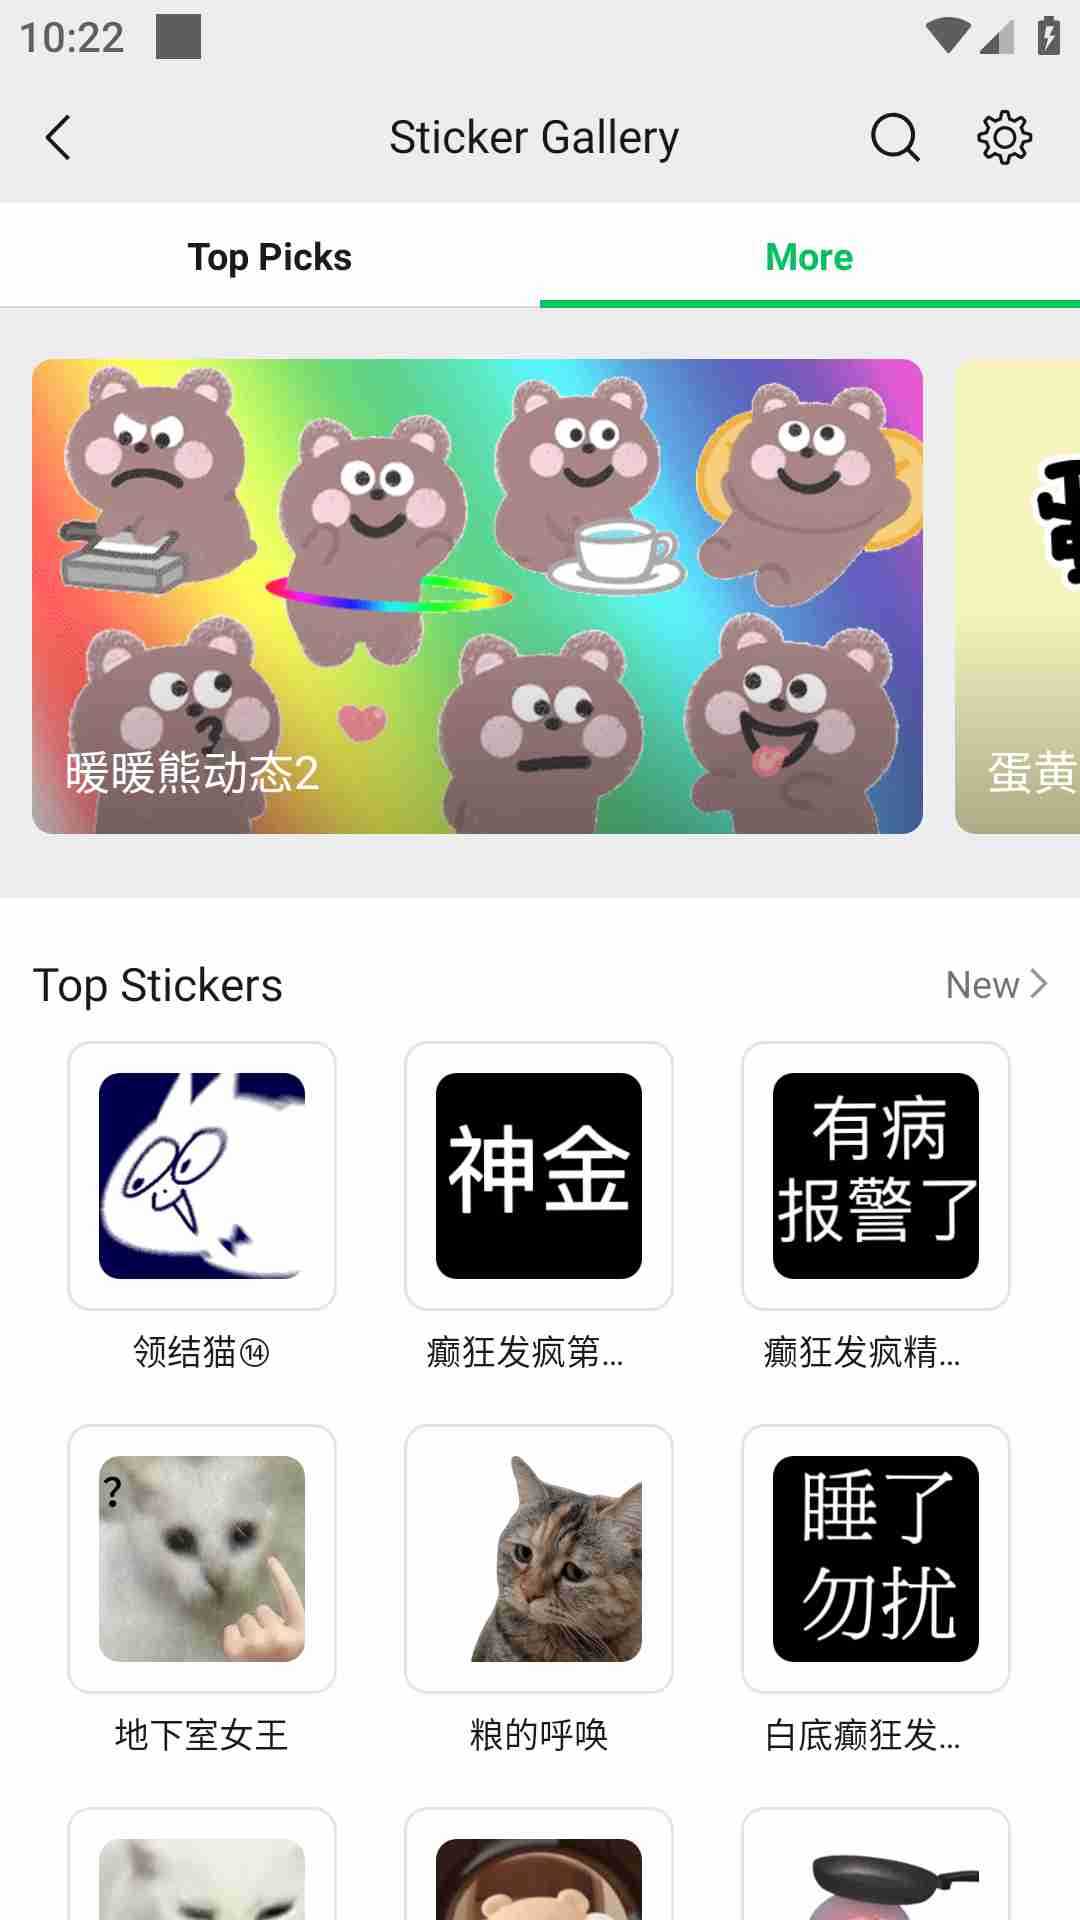 10:22
Sticker Gallery
Top Picks
More
暖暖熊动态2
蛋黄
Top Stickers
New
神金
有病
报警了
领结猫⑭
癫狂发疯第...
癫狂发疯精...
?
睡了
勿扰
地下室女王
粮的呼唤
白底癫狂发...